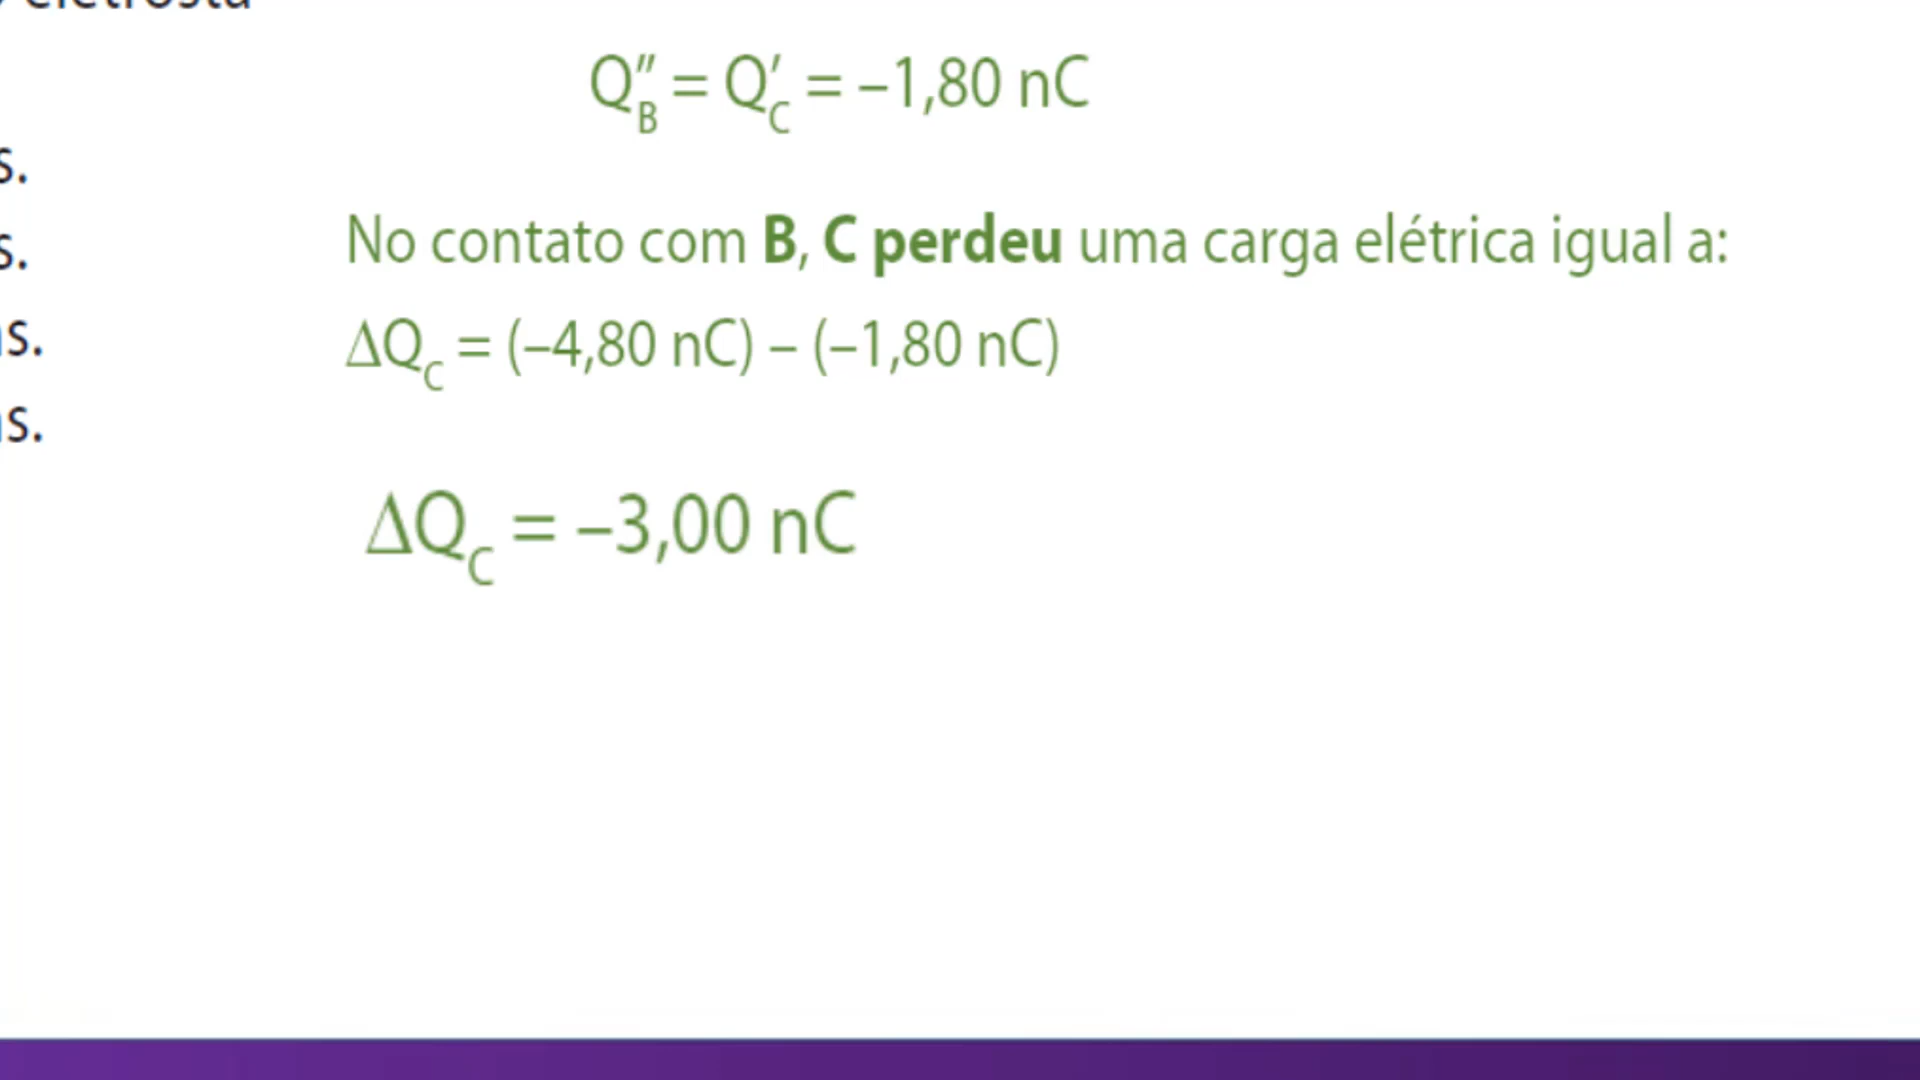 Q″B = Q′C = –1,80 nC
s.
No contato com B, C perdeu uma carga elétrica igual a:
s.
ΔQC = (–4,80 nC) – (–1,80 nC)
s.
s.
ΔQC = –3,00 nC